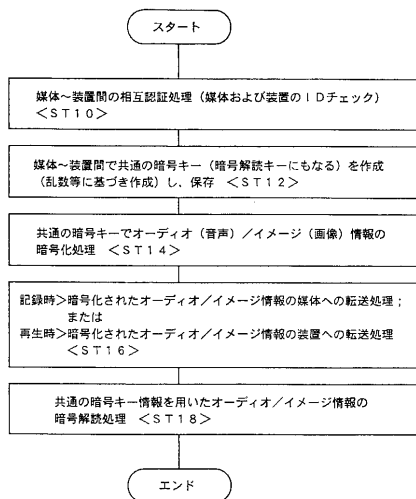 スタート
媒体～装置間の相互認証処理（媒体および装置のＩＤチェック）
＜ＳＴ１０＞
媒体～装置間で共通の暗号キー（暗号解読キーにもなる）を作成
（乱数等に基づき作成）し、保存　＜ＳＴ１２＞
共通の暗号キーでオーディオ（音声）／イメージ（画像）情報の
暗号化処理　＜ＳＴ１４＞
記録時＞暗号化されたオーディオ／イメージ情報の媒体への転送処理；
または
再生時＞暗号化されたオーディオ／イメージ情報の装置への転送処理
＜ＳＴ１６＞
共通の暗号キー情報を用いたオーディオ／イメージ情報の
暗号解読処理　＜ＳＴ１８＞
エンド